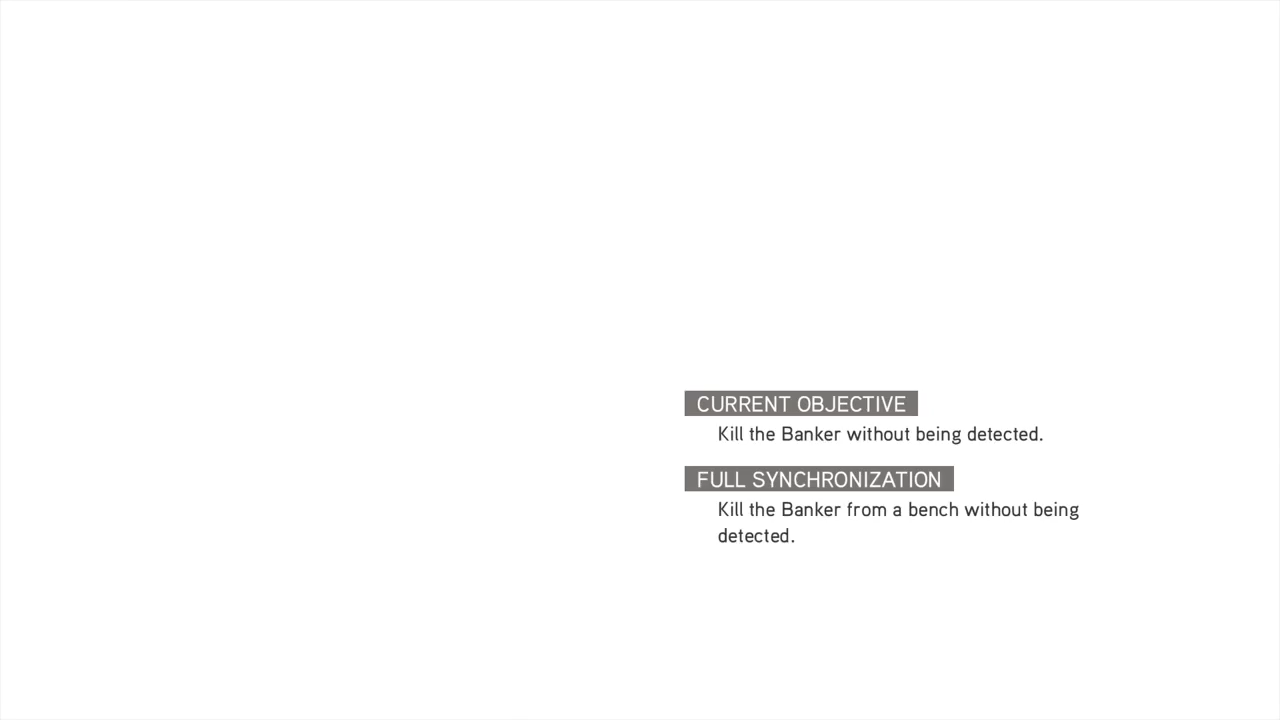 CURRENT OBJECTIVE
Kill the Banker without being detected.
FULL SYNCHRONIZATION
Kill the Banker from a bench without being
detected.